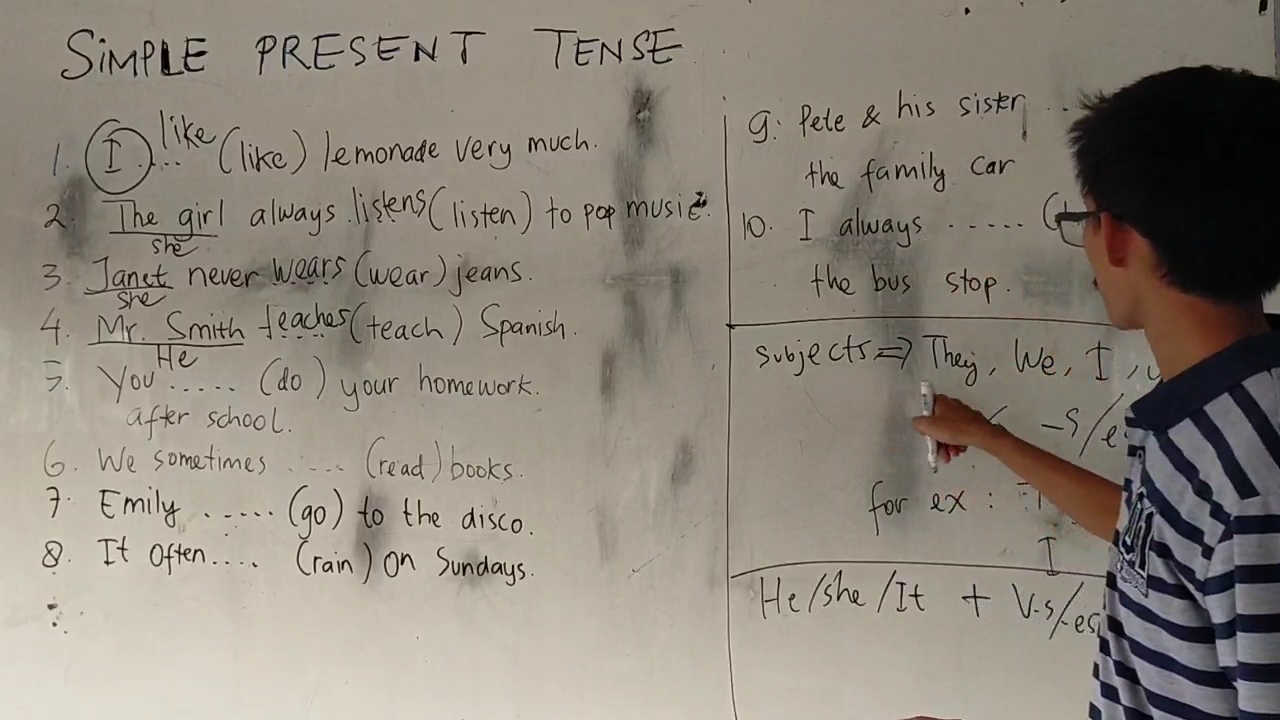 SIMPLE PRESENT TENSE
1. I like (like) lemonade very much.
2. The girl always listens (listen) to pop music.
she
3. Janet never wears (wear) jeans.
she
4. Mr. Smith teaches (teach) Spanish.
He
5. You ..... (do) your homework.
after school.
6. We sometimes ..... (read) books.
7. Emily ...... (go) to the disco.
8. It often.... (rain) on Sundays.
9. Pete & his sister ..
the family car
10. I always ..... (
the bus stop.
subjects => They, We, I,
-s/es
for ex :
I
He/she/It + V-s/-es